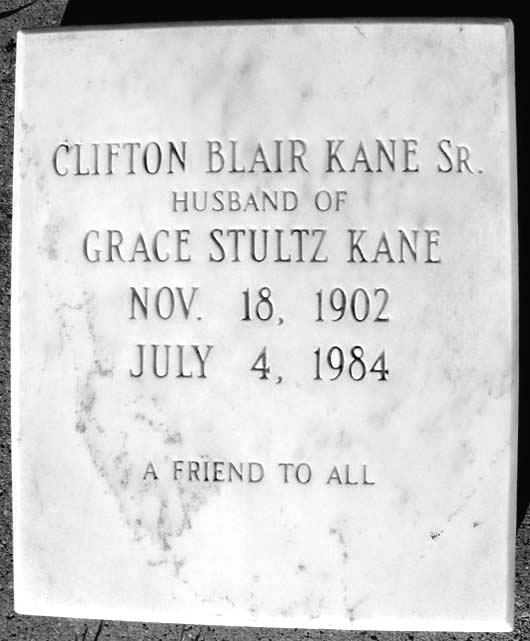 CLIFTON BLAIR KANE SR.
HUSBAND OF
GRACE STULTZ KANE
NOV. 18, 1902
JULY 4, 1984
A FRIEND TO ALL